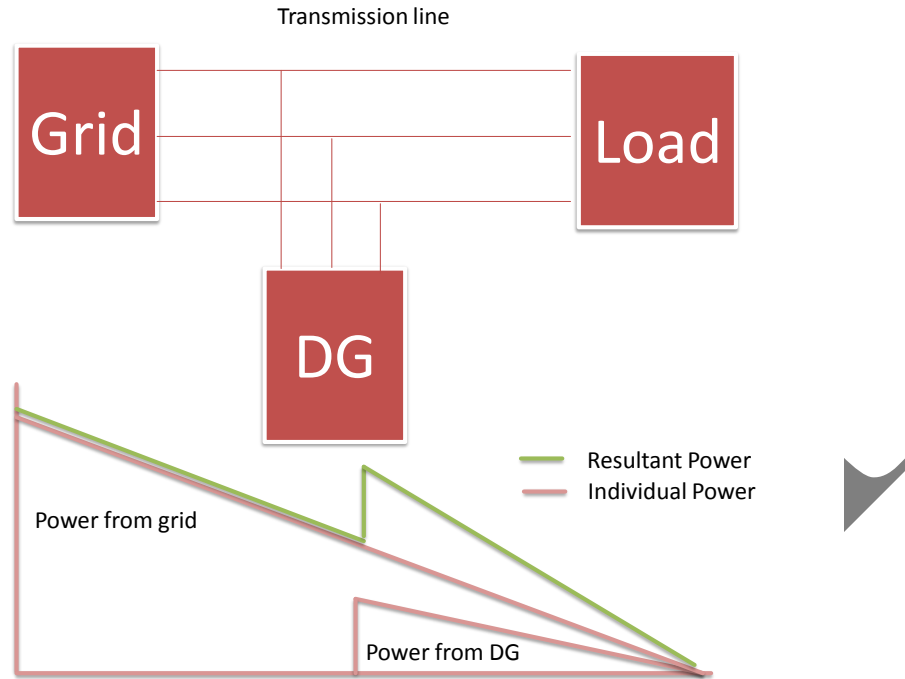 Transmission line
Grid
Load
DG
Resultant Power
Individual Power
Power from grid
Power from DG